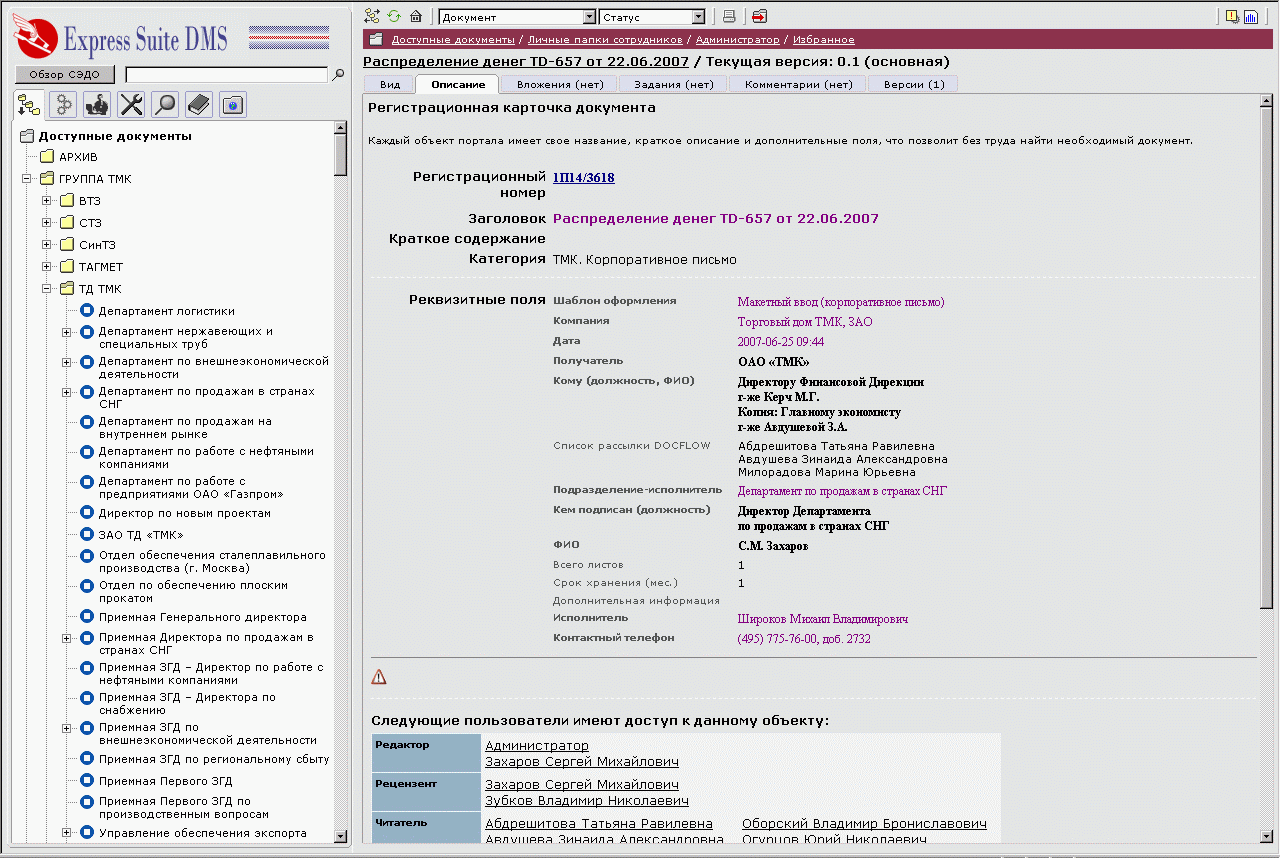 Express Suite DMS
Обзор СЭДО
Доступные документы
АРХИВ
ГРУППА ТМК
ВТЗ
СТЗ
СинТЗ
ТАГМЕТ
ТД ТМК
Департамент логистики
Департамент нержавеющих и
специальных труб
Департамент по внешнеэкономической
деятельности
Департамент по продажам в странах
СНГ
Департамент по продажам на
внутреннем рынке
Департамент по работе с нефтяными
компаниями
Департамент по работе с
предприятиями ОАО «Газпром»
Директор по новым проектам
ЗАО ТД «ТМК»
Отдел обеспечения сталеплавильного
производства (г. Москва)
Отдел по обеспечению плоским
прокатом
Приемная Генерального директора
Приемная Директора по продажам в
странах СНГ
Приемная ЗГД – Директор по работе с
нефтяными компаниями
Приемная ЗГД – Директора по
снабжению
Приемная ЗГД по
внешнеэкономической деятельности
Приемная ЗГД по региональному сбыту
Приемная Первого ЗГД
Приемная Первого ЗГД по
производственным вопросам
Управление обеспечения экспорта
Документ Статус
Доступные документы / Личные папки сотрудников / Администратор / Избранное
Распределение денег TD-657 от 22.06.2007 / Текущая версия: 0.1 (основная)
Вид Описание Вложения (нет) Задания (нет) Комментарии (нет) Версии (1)
Регистрационная карточка документа
Каждый объект портала имеет свое название, краткое описание и дополнительные поля, что позволит без труда найти необходимый документ.
Регистрационный 1П14/3618
номер
Заголовок Распределение денег TD-657 от 22.06.2007
Краткое содержание
Категория ТМК. Корпоративное письмо
Реквизитные поля Шаблон оформления Макетный ввод (корпоративное письмо)
Компания Торговый дом ТМК, ЗАО
Дата 2007-06-25 09:44
Получатель ОАО «ТМК»
Кому (должность, ФИО) Директору Финансовой Дирекции
г-же Керч М.Г.
Копия: Главному экономисту
г-же Авдушевой З.А.
Список рассылки DOCFLOW Абдрешитова Татьяна Равилевна
Авдушева Зинаида Александровна
Милорадова Марина Юрьевна
Подразделение-исполнитель Департамент по продажам в странах СНГ
Кем подписан (должность) Директор Департамента
по продажам в странах СНГ
ФИО С.М. Захаров
Всего листов 1
Срок хранения (мес.) 1
Дополнительная информация
Исполнитель Широков Михаил Владимирович
Контактный телефон (495) 775-76-00, доб. 2732
Следующие пользователи имеют доступ к данному объекту:
Редактор Администратор
Захаров Сергей Михайлович
Рецензент Захаров Сергей Михайлович
Зубков Владимир Николаевич
Читатель Абдрешитова Татьяна Равилевна Оборский Владимир Брониславович
Авдушева Зинаида Александровна Огурцов Юрий Николаевич